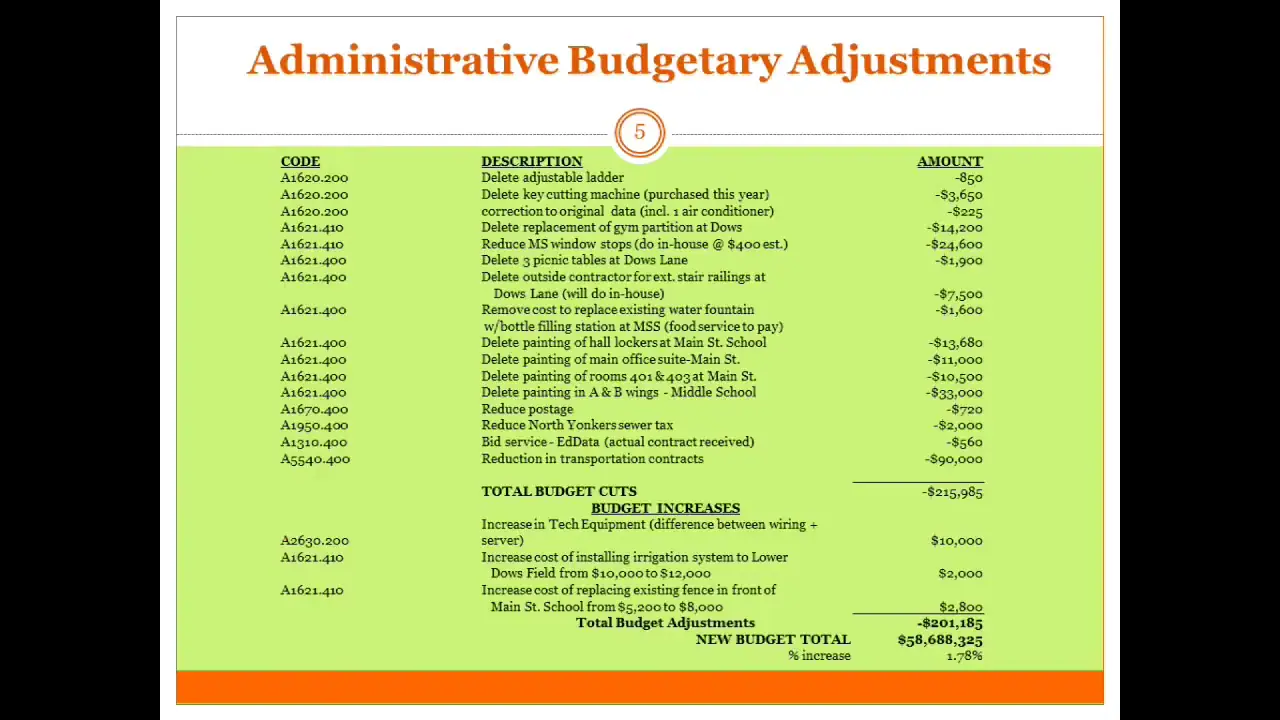 Administrative Budgetary Adjustments
5
CODE DESCRIPTION AMOUNT
A1620.200 Delete adjustable ladder -850
A1620.200 Delete key cutting machine (purchased this year) -$3,650
A1620.200 correction to original data (incl. 1 air conditioner) -$225
A1621.410 Delete replacement of gym partition at Dows -$14,200
A1621.410 Reduce MS window stops (do in-house @ $400 est.) -$24,600
A1621.400 Delete 3 picnic tables at Dows Lane -$1,900
A1621.400 Delete outside contractor for ext. stair railings at
Dows Lane (will do in-house) -$7,500
A1621.400 Remove cost to replace existing water fountain -$1,600
w/bottle filling station at MSS (food service to pay)
A1621.400 Delete painting of hall lockers at Main St. School -$13,680
A1621.400 Delete painting of main office suite-Main St. -$11,000
A1621.400 Delete painting of rooms 401 & 403 at Main St. -$10,500
A1621.400 Delete painting in A & B wings - Middle School -$33,000
A1670.400 Reduce postage -$720
A1950.400 Reduce North Yonkers sewer tax -$2,000
A1310.400 Bid service - EdData (actual contract received) -$560
A5540.400 Reduction in transportation contracts -$90,000
TOTAL BUDGET CUTS -$215,985
BUDGET INCREASES
Increase in Tech Equipment (difference between wiring +
A2630.200 server) $10,000
A1621.410 Increase cost of installing irrigation system to Lower
Dows Field from $10,000 to $12,000 $2,000
A1621.410 Increase cost of replacing existing fence in front of
Main St. School from $5,200 to $8,000 $2,800
Total Budget Adjustments -$201,185
NEW BUDGET TOTAL $58,688,325
% increase 1.78%